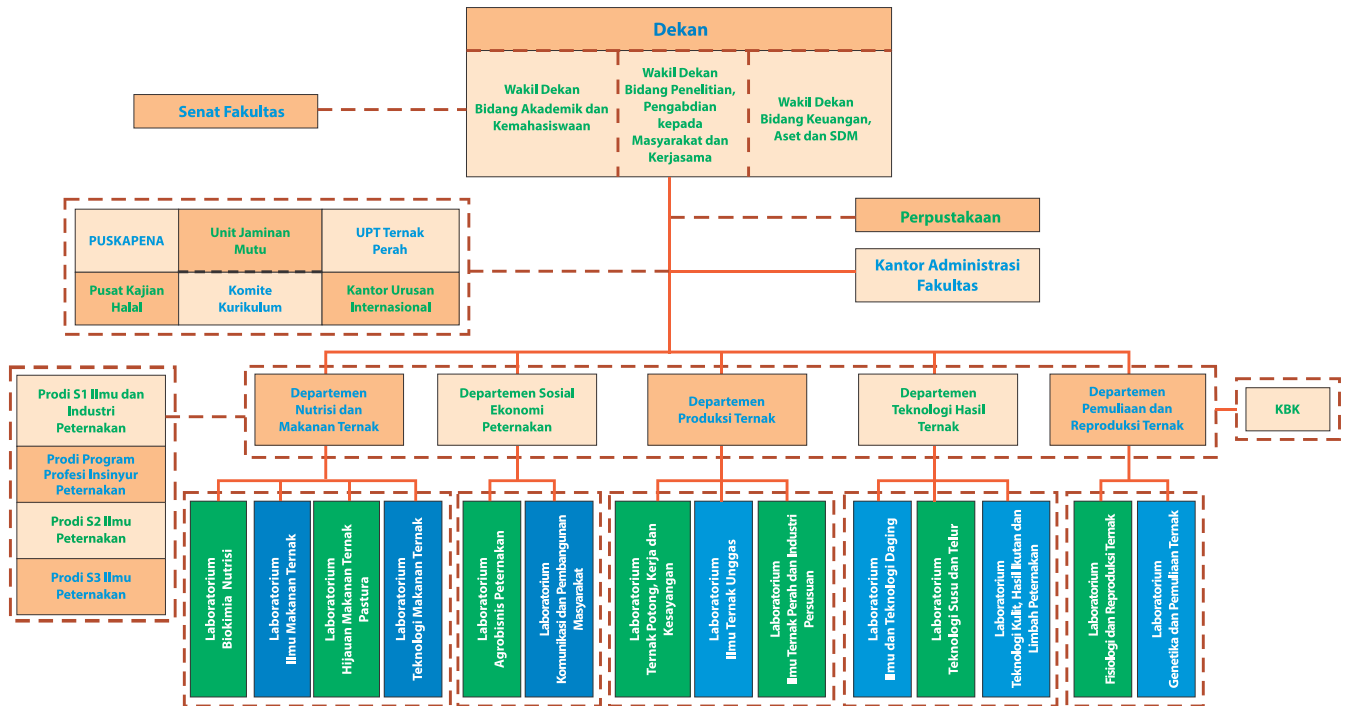 Dekan
Wakil Dekan
Bidang Akademik dan
Kemahasiswaan
Wakil Dekan
Bidang Penelitian,
Pengabdian
kepada
Masyarakat dan
Kerjasama
Wakil Dekan
Bidang Keuangan,
Aset dan SDM
Senat Fakultas
PUSKAPENA
Unit Jaminan
Mutu
UPT Ternak
Perah
Pusat Kajian
Halal
Komite
Kurikulum
Kantor Urusan
Internasional
Perpustakaan
Kantor Administrasi
Fakultas
Prodi S1 Ilmu dan
Industri
Peternakan
Prodi Program
Profesi Insinyur
Peternakan
Prodi S2 Ilmu
Peternakan
Prodi S3 Ilmu
Peternakan
Departemen
Nutrisi dan
Makanan Ternak
Departemen Sosial
Ekonomi
Peternakan
Departemen
Produksi Ternak
Departemen
Teknologi Hasil
Ternak
Departemen
Pemuliaan dan
Reproduksi Ternak
KBK
Laboratorium
Biokimia Nutrisi
Laboratorium
Ilmu Makanan Ternak
Laboratorium
Hijauan Makanan Ternak
Pastura
Laboratorium
Teknologi Makanan Ternak
Laboratorium
Agrobisnis Peternakan
Laboratorium
Komunikasi dan Pembangunan
Masyarakat
Laboratorium
Ternak Potong, Kerja dan
Kesayangan
Laboratorium
Ilmu Ternak Unggas
Laboratorium
Ilmu Ternak Perah dan Industri
Persusuan
Laboratorium
Ilmu dan Teknologi Daging
Laboratorium
Teknologi Susu dan Telur
Laboratorium
Teknologi Kulit, Hasil Ikutan dan
Limbah Peternakan
Laboratorium
Fisiologi dan Reproduksi Ternak
Laboratorium
Genetika dan Pemuliaan Ternak